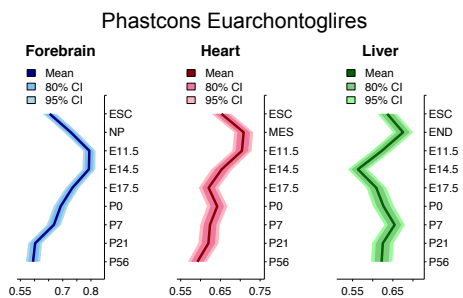 Phastcons Euarchontoglires
Forebrain
Mean
80% CI
95% CI
ESC
NP
E11.5
E14.5
E17.5
P0
P7
P21
P56
0.55
0.7
0.8
Heart
Mean
80% CI
95% CI
ESC
MES
E11.5
E14.5
E17.5
P0
P7
P21
P56
0.55
0.65
0.75
Liver
Mean
80% CI
95% CI
ESC
END
E11.5
E14.5
E17.5
P0
P7
P21
P56
0.55
0.65